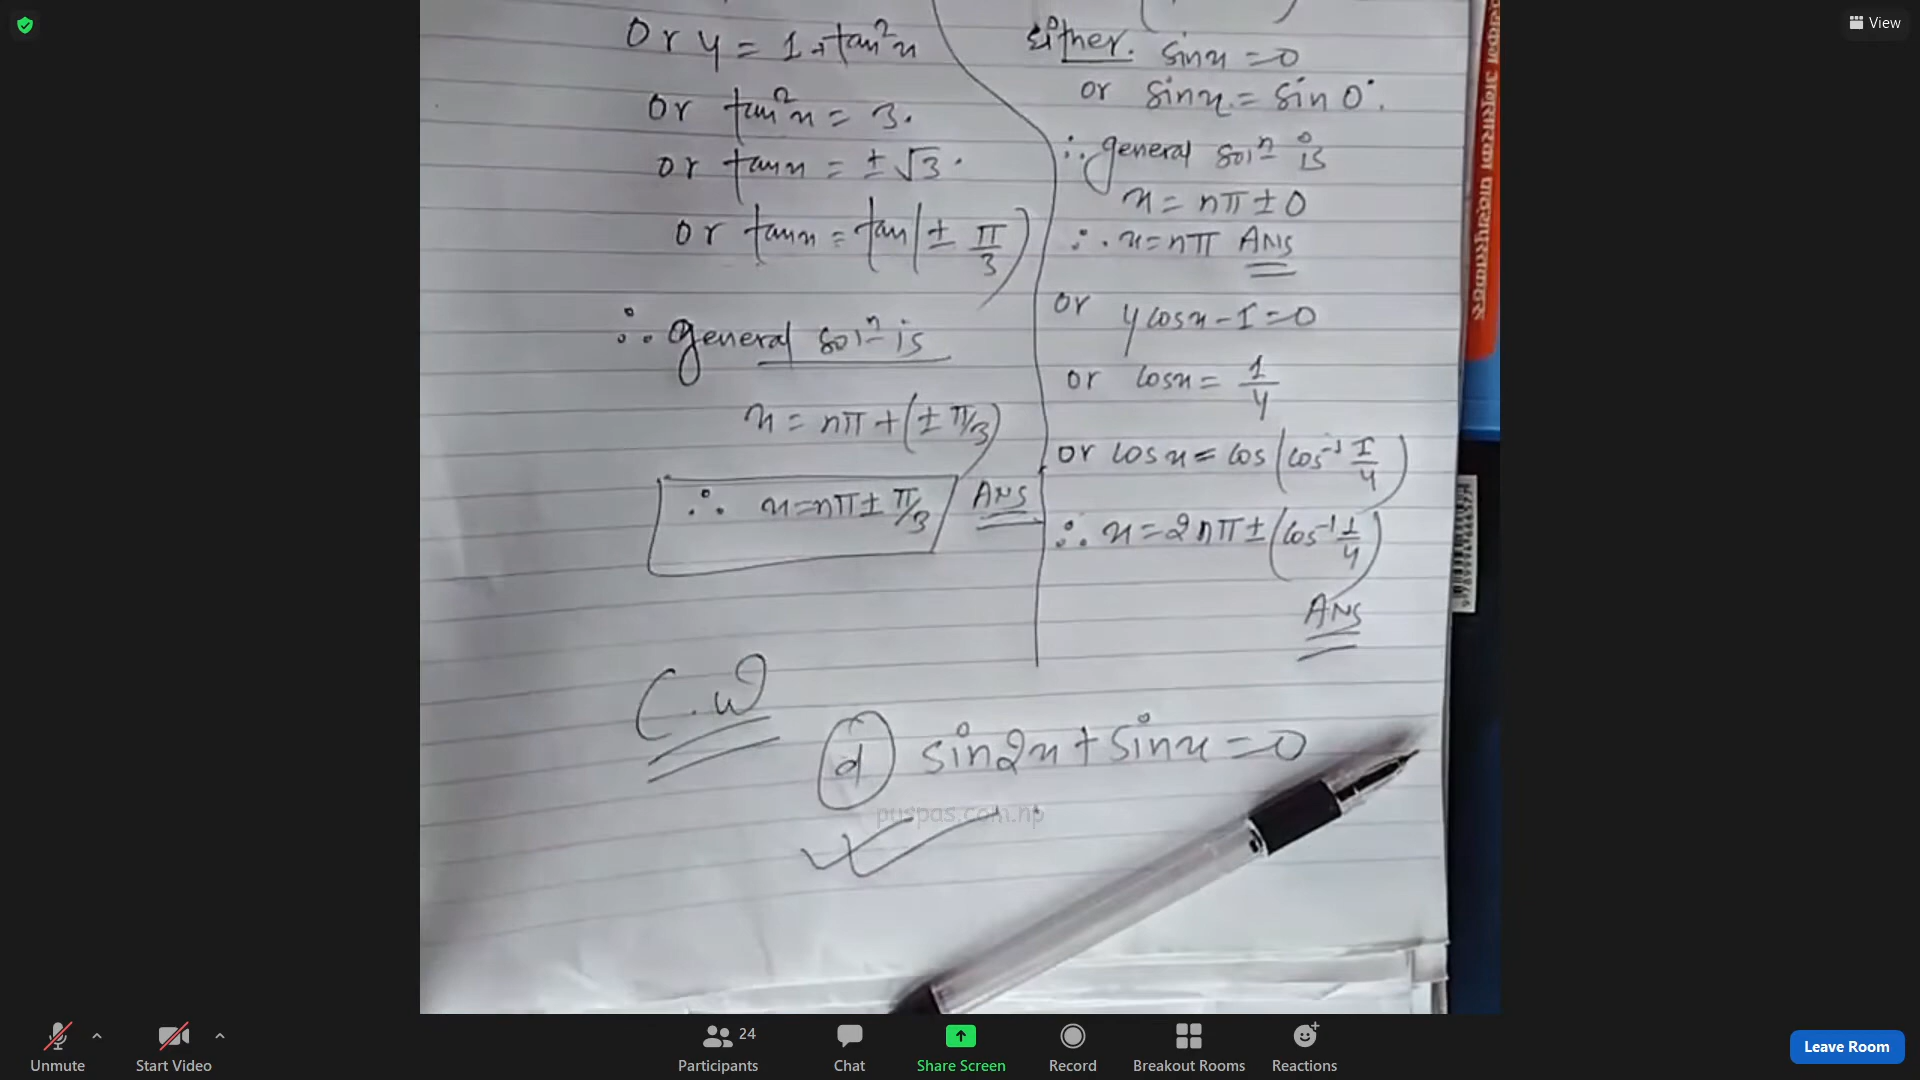 View
Or 4 = 1 + tan²x
or tan²x = 3.
or tanx = ± √3.
or tanx = tan(± π/3)
∴ general solⁿ is
x = nπ + (± π/3)
∴ x = nπ ± π/3 ANS
either. sinx = 0
or sinx = sin 0°.
∴ general solⁿ is
x = nπ ± 0
∴ x = nπ ANS
or 4cosx - 1 = 0
or cosx = 1/4
or cosx = cos(cos⁻¹ 1/4)
∴ x = 2nπ ± (cos⁻¹ 1/4)
ANS
C.W
(d) sin2x + sinx = 0
puspas.com.np
Unmute
Start Video
Participants 24
Chat
Share Screen
Record
Breakout Rooms
Reactions
Leave Room